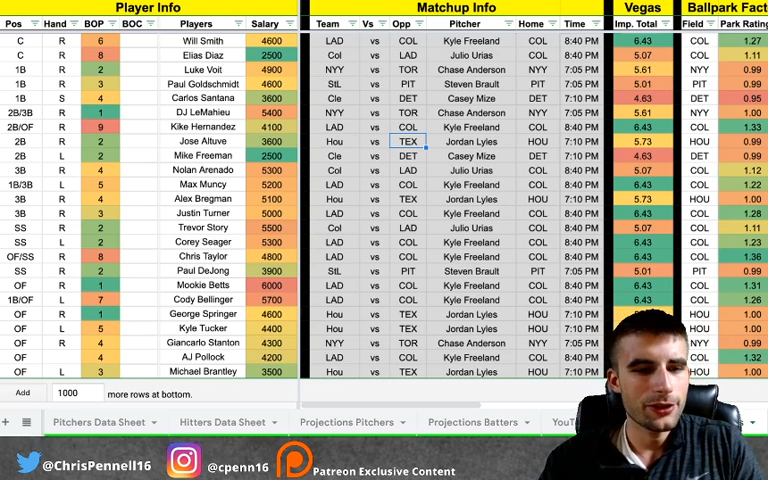 Player Info Matchup Info Vegas Ballpark Fact
Pos Hand BOP BOC Players Salary Team Vs Opp Pitcher Home Time Imp. Total Field Park Rating
C R 6 Will Smith 4600 LAD vs COL Kyle Freeland COL 8:40 PM 6.43 COL 1.27
C R 8 Elias Diaz 2500 Col vs LAD Julio Urias COL 8:40 PM 5.07 COL 1.11
1B R 2 Luke Voit 4900 NYY vs TOR Chase Anderson NYY 7:05 PM 5.61 NYY 0.99
1B R 3 Paul Goldschmidt 4600 StL vs PIT Steven Brault PIT 7:05 PM 5.01 PIT 0.99
1B S 4 Carlos Santana 3600 Cle vs DET Casey Mize DET 7:10 PM 4.63 DET 0.95
2B/3B R 1 DJ LeMahieu 5400 NYY vs TOR Chase Anderson NYY 7:05 PM 5.61 NYY 1.00
2B/OF R 9 Kike Hernandez 4100 LAD vs COL Kyle Freeland COL 8:40 PM 6.43 COL 1.33
2B R 2 Jose Altuve 3600 Hou vs TEX Jordan Lyles HOU 7:10 PM 5.73 HOU 0.99
2B L 2 Mike Freeman 2500 Cle vs DET Casey Mize DET 7:10 PM 4.63 DET 0.99
3B R 4 Nolan Arenado 5300 Col vs LAD Julio Urias COL 8:40 PM 5.07 COL 1.12
1B/3B L 5 Max Muncy 5200 LAD vs COL Kyle Freeland COL 8:40 PM 6.43 COL 1.22
3B R 4 Alex Bregman 5100 Hou vs TEX Jordan Lyles HOU 7:10 PM 5.73 HOU 1.00
3B R 3 Justin Turner 5000 LAD vs COL Kyle Freeland COL 8:40 PM 6.43 COL 1.28
SS R 2 Trevor Story 5500 Col vs LAD Julio Urias COL 8:40 PM 5.07 COL 1.11
SS L 2 Corey Seager 5300 LAD vs COL Kyle Freeland COL 8:40 PM 6.43 COL 1.23
OF/SS R 8 Chris Taylor 4800 LAD vs COL Kyle Freeland COL 8:40 PM 6.43 COL 1.36
SS R 2 Paul DeJong 3900 StL vs PIT Steven Brault PIT 7:05 PM 5.01 PIT 0.99
OF R 1 Mookie Betts 6000 LAD vs COL Kyle Freeland COL 8:40 PM 6.43 COL 1.31
1B/OF L 7 Cody Bellinger 5700 LAD vs COL Kyle Freeland COL 8:40 PM 6.43 COL 1.26
OF R 1 George Springer 4600 Hou vs TEX Jordan Lyles HOU 7:10 PM HOU 1.00
OF L 5 Kyle Tucker 4400 Hou vs TEX Jordan Lyles HOU 7:10 PM HOU 1.00
OF R 4 Giancarlo Stanton 4300 NYY vs TOR Chase Anderson NYY 7:05 PM NYY 0.99
OF 4 AJ Pollock 4200 LAD vs COL Kyle Freeland COL 8:40 PM COL 1.32
OF L 3 Michael Brantley 3500 Hou vs TEX Jordan Lyles HOU 7:10 PM HOU 1.00
Add 1000 more rows at bottom.
Pitchers Data Sheet Hitters Data Sheet Projections Pitchers Projections Batters YouT
@ChrisPennell16 @cpenn16 Patreon Exclusive Content